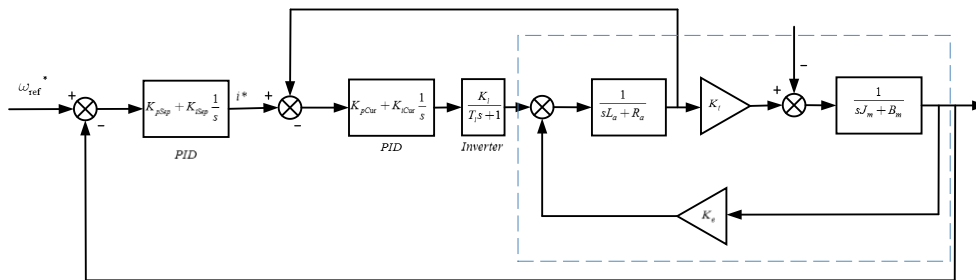 ω_ref*
+
−
K_pSep + K_iSep 1/s
PID
i*
+
−
K_pCur + K_iCur 1/s
PID
K_i/(T_i s+1)
Inverter
1/(sL_a + R_a)
K_t
+
−
1/(sJ_m + B_m)
K_e